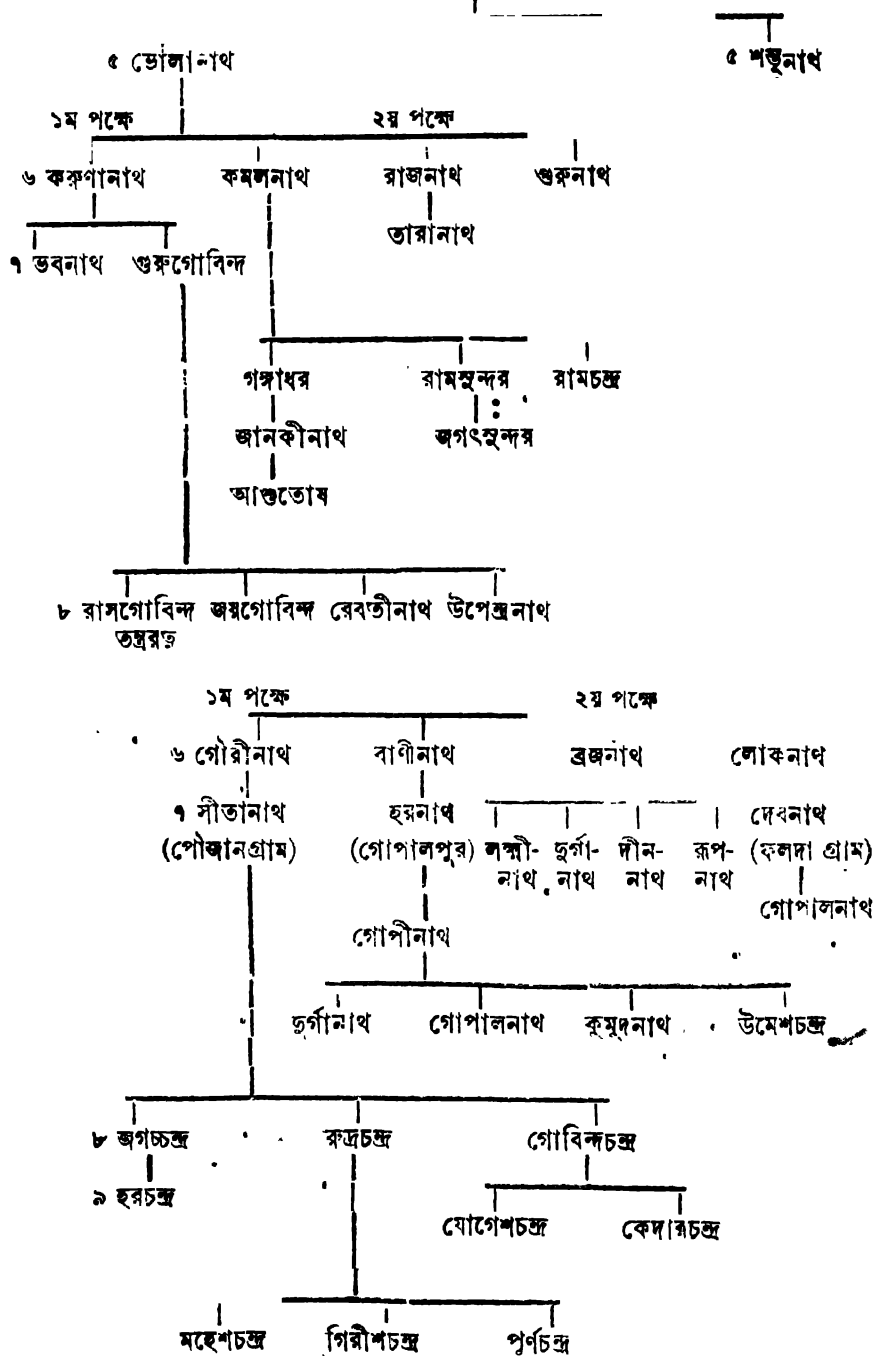 ৫ ভোলানাথ ৫ শম্ভূনাথ
১ম পক্ষে ২য় পক্ষে
৬ করুণানাথ কমলনাথ রাজনাথ গুরুনাথ
তারানাথ
৭ ভবনাথ গুরুগোবিন্দ
গঙ্গাধর রামসুন্দর রামচন্দ্র
জানকীনাথ জগৎসুন্দর
আশুতোষ
৮ রাসগোবিন্দ জয়গোবিন্দ রেবতীনাথ উপেন্দ্রনাথ
তন্ত্ররত্ন
১ম পক্ষে ২য় পক্ষে
৬ গৌরীনাথ বাণীনাথ ব্রজনাথ লোকনাথ
৭ সীতানাথ হরনাথ দেবনাথ
(পৌজানগ্রাম) (গোপালপুর) লক্ষ্মী- দুর্গা- দীন- রূপ- (ফলদা গ্রাম)
নাথ নাথ নাথ নাথ
গোপালনাথ
গোপীনাথ
দুর্গানাথ গোপালনাথ কুমুদনাথ উমেশচন্দ্র
৮ জগচ্চন্দ্র রুদ্রচন্দ্র গোবিন্দচন্দ্র
৯ হরচন্দ্র
যোগেশচন্দ্র কেদারচন্দ্র
মহেশচন্দ্র গিরীশচন্দ্র পূর্ণচন্দ্র